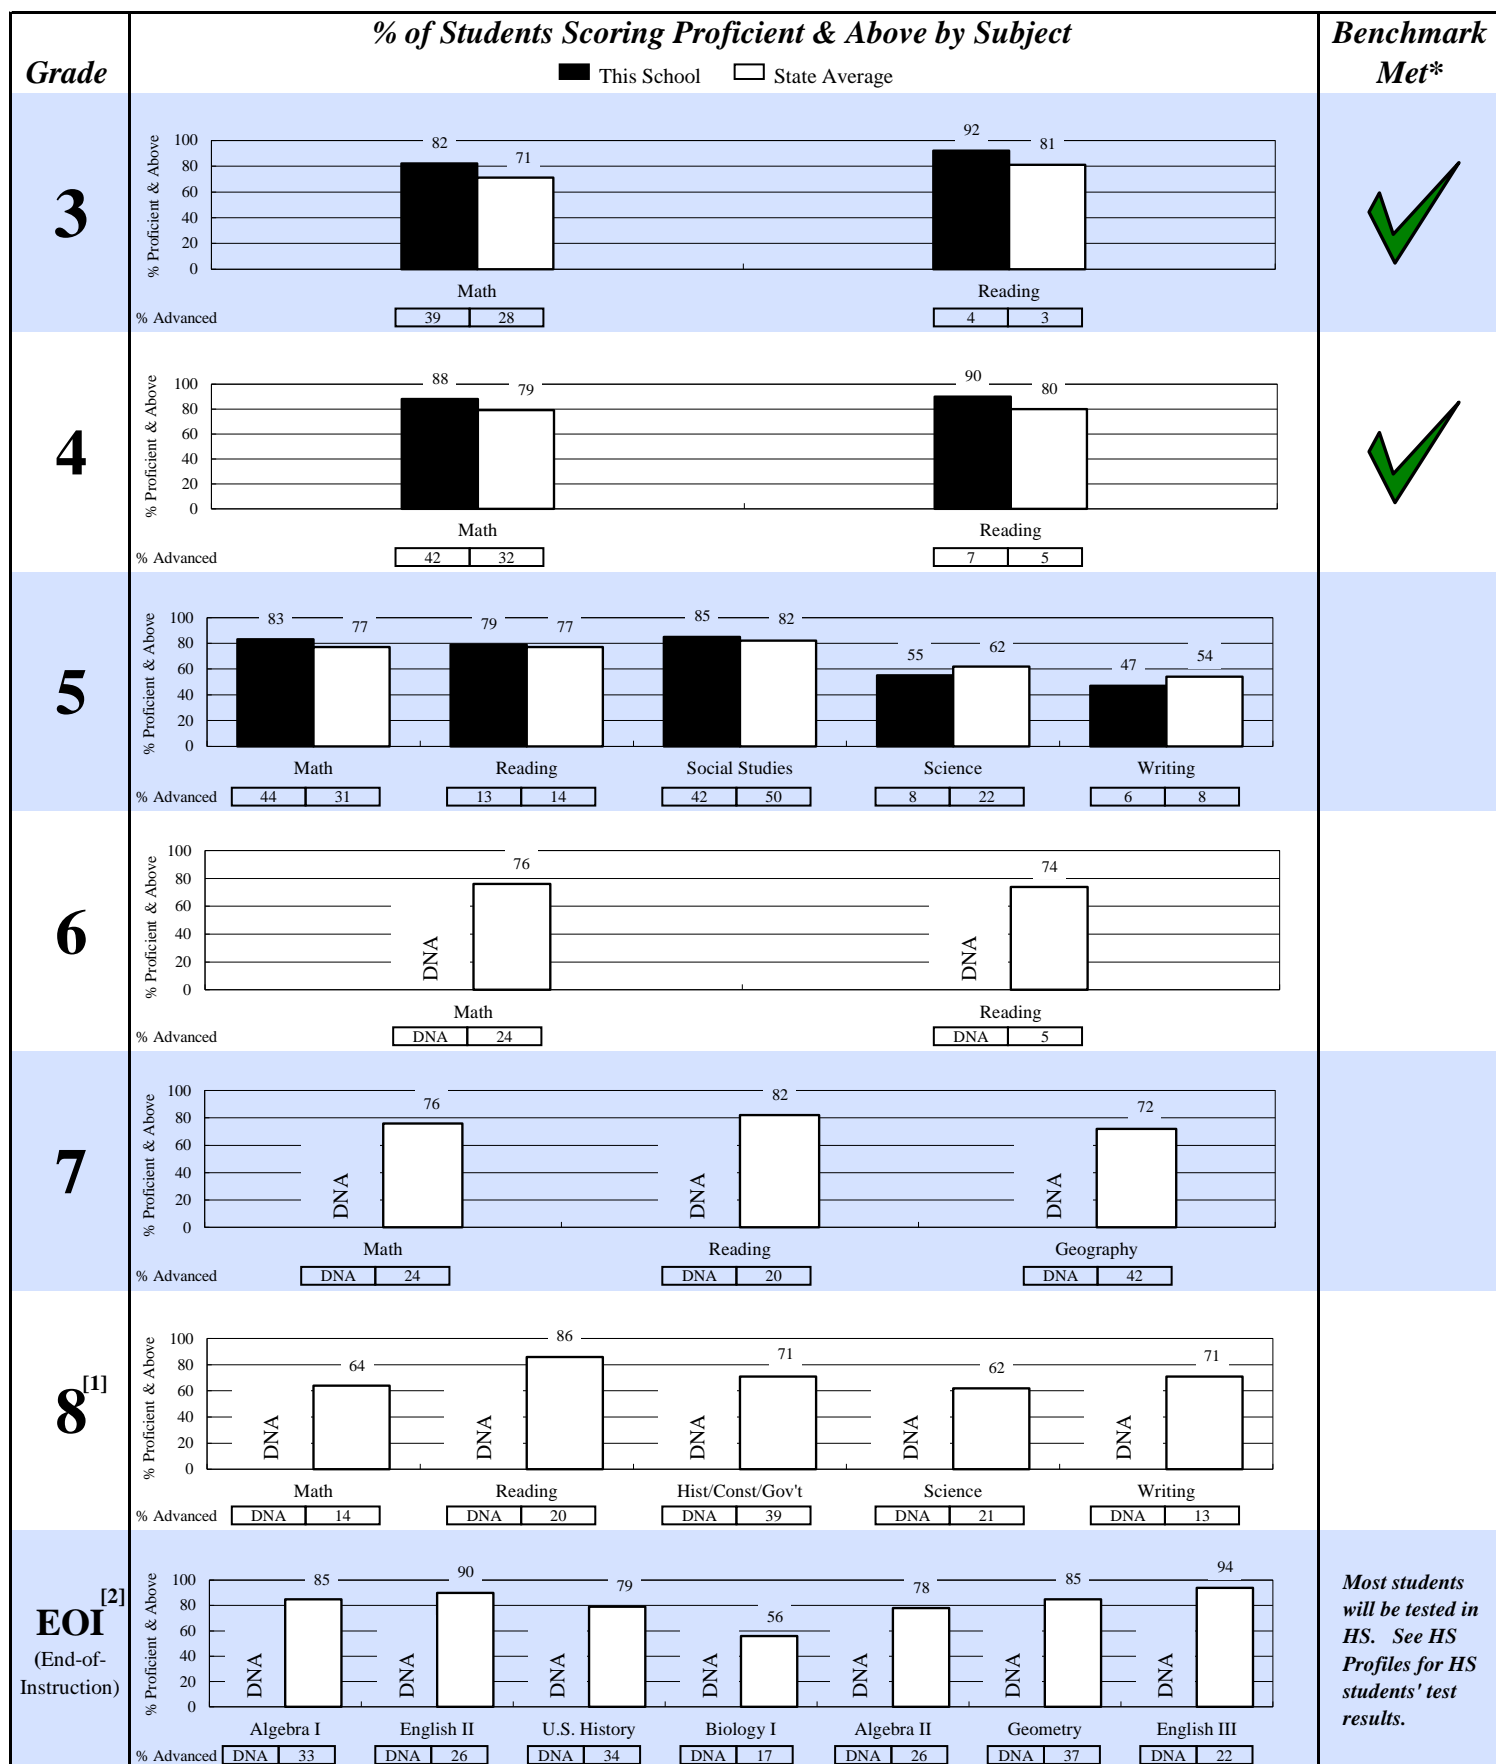 Grade
% of Students Scoring Proficient & Above by Subject
This School State Average
Benchmark
Met*
3
% Proficient & Above
100
80
60
40
20
0
82 71 92 81
Math Reading
% Advanced 39 28 4 3
4
% Proficient & Above
100
80
60
40
20
0
88 79 90 80
Math Reading
% Advanced 42 32 7 5
5
% Proficient & Above
100
80
60
40
20
0
83 77 79 77 85 82 55 62 47 54
Math Reading Social Studies Science Writing
% Advanced 44 31 13 14 42 50 8 22 6 8
6
% Proficient & Above
100
80
60
40
20
0
DNA 76 DNA 74
Math Reading
% Advanced DNA 24 DNA 5
7
% Proficient & Above
100
80
60
40
20
0
DNA 76 DNA 82 DNA 72
Math Reading Geography
% Advanced DNA 24 DNA 20 DNA 42
8[1]
% Proficient & Above
100
80
60
40
20
0
DNA 64 DNA 86 DNA 71 DNA 62 DNA 71
Math Reading Hist/Const/Gov't Science Writing
% Advanced DNA 14 DNA 20 DNA 39 DNA 21 DNA 13
EOI[2]
(End-of-
Instruction)
% Proficient & Above
100
80
60
40
20
0
DNA 85 DNA 90 DNA 79 DNA 56 DNA 78 DNA 85 DNA 94
Algebra I English II U.S. History Biology I Algebra II Geometry English III
% Advanced DNA 33 DNA 26 DNA 34 DNA 17 DNA 26 DNA 37 DNA 22
Most students
will be tested in
HS. See HS
Profiles for HS
students' test
results.